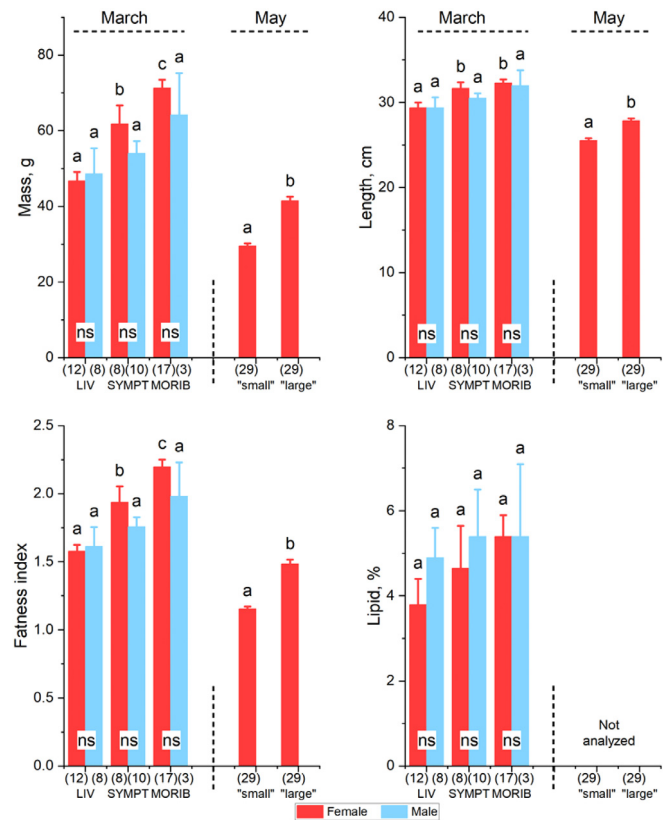 March May
80
60
40
20
0
Mass, g
a a b a c a
a b
ns ns ns
(12) (8) (8)(10) (17)(3) (29) (29)
LIV SYMPT MORIB "small" "large"
March May
40
30
20
10
0
Length, cm
a a b a b a
a b
ns ns ns
(12) (8) (8)(10) (17)(3) (29) (29)
LIV SYMPT MORIB "small" "large"
2.5
2.0
1.5
1.0
0.5
0.0
Fatness index
a a b a c a
a b
ns ns ns
(12) (8) (8)(10) (17)(3) (29) (29)
LIV SYMPT MORIB "small" "large"
8
6
4
2
0
Lipid, %
a a a a a a
ns ns ns
Not
analyzed
(12) (8) (8)(10) (17)(3) (29) (29)
LIV SYMPT MORIB "small" "large"
Female Male